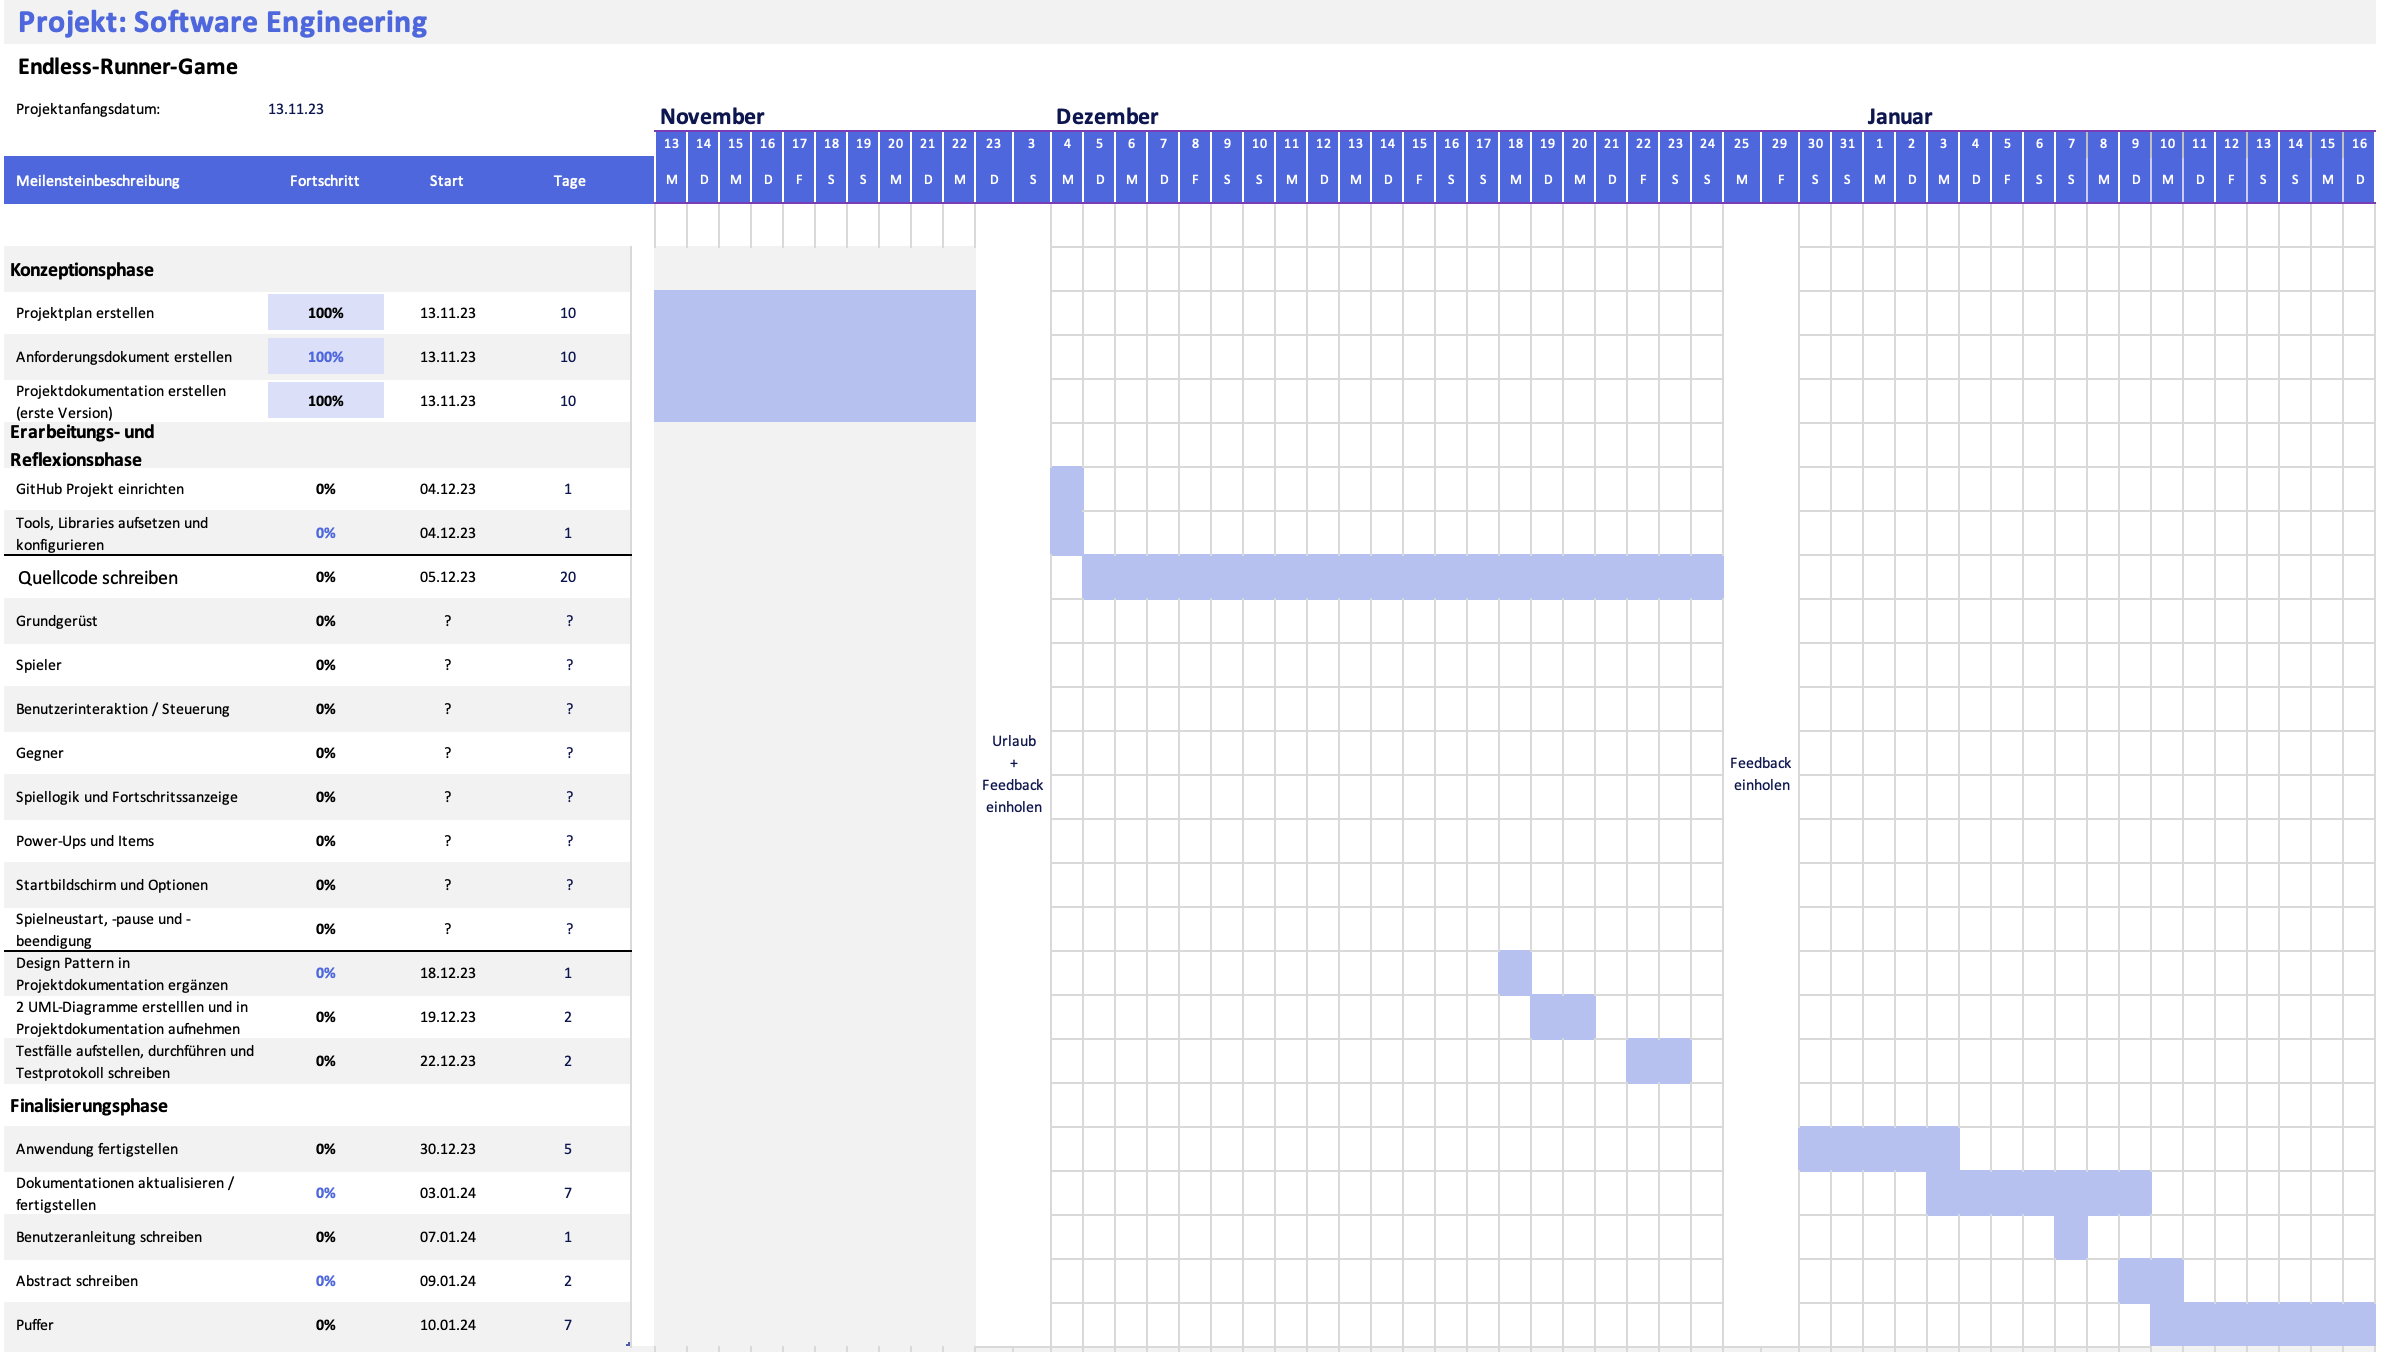 Projekt: Software Engineering
Endless-Runner-Game
Projektanfangsdatum: 13.11.23
November Dezember Januar
13 14 15 16 17 18 19 20 21 22 23 3 4 5 6 7 8 9 10 11 12 13 14 15 16 17 18 19 20 21 22 23 24 25 29 30 31 1 2 3 4 5 6 7 8 9 10 11 12 13 14 15 16
Meilensteinbeschreibung Fortschritt Start Tage M D M D F S S M D M D S M D M D F S S M D M D F S S M D M D F S S M F S S M D M D F S S M D M D F S S M D
Konzeptionsphase
Projektplan erstellen 100% 13.11.23 10
Anforderungsdokument erstellen 100% 13.11.23 10
Projektdokumentation erstellen
(erste Version) 100% 13.11.23 10
Erarbeitungs- und
Reflexionsphase
GitHub Projekt einrichten 0% 04.12.23 1
Tools, Libraries aufsetzen und
konfigurieren 0% 04.12.23 1
Quellcode schreiben 0% 05.12.23 20
Grundgerüst 0% ? ?
Spieler 0% ? ?
Benutzerinteraktion / Steuerung 0% ? ?
Gegner 0% ? ?
Spiellogik und Fortschritssanzeige 0% ? ?
Power-Ups und Items 0% ? ?
Startbildschirm und Optionen 0% ? ?
Spielneustart, -pause und -
beendigung 0% ? ?
Urlaub
+
Feedback
einholen
Feedback
einholen
Design Pattern in
Projektdokumentation ergänzen 0% 18.12.23 1
2 UML-Diagramme erstelllen und in
Projektdokumentation aufnehmen 0% 19.12.23 2
Testfälle aufstellen, durchführen und
Testprotokoll schreiben 0% 22.12.23 2
Finalisierungsphase
Anwendung fertigstellen 0% 30.12.23 5
Dokumentationen aktualisieren /
fertigstellen 0% 03.01.24 7
Benutzeranleitung schreiben 0% 07.01.24 1
Abstract schreiben 0% 09.01.24 2
Puffer 0% 10.01.24 7